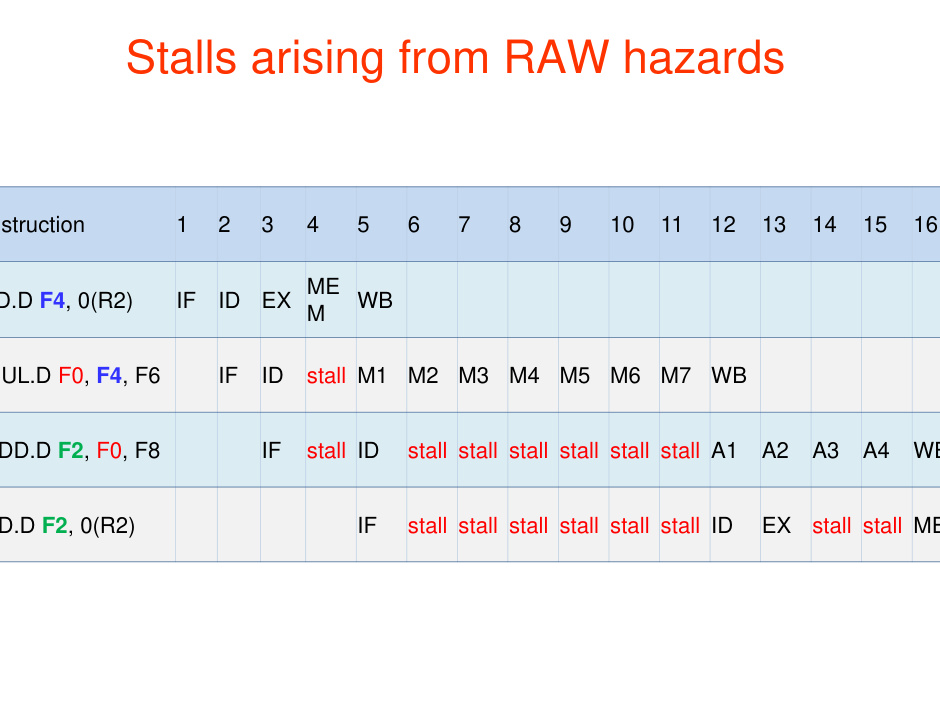 Stalls arising from RAW hazards
struction 1 2 3 4 5 6 7 8 9 10 11 12 13 14 15 16
D.D F4, 0(R2) IF ID EX ME WB
M
UL.D F0, F4, F6 IF ID stall M1 M2 M3 M4 M5 M6 M7 WB
DD.D F2, F0, F8 IF stall ID stall stall stall stall stall stall A1 A2 A3 A4 WB
D.D F2, 0(R2) IF stall stall stall stall stall stall ID EX stall stall ME